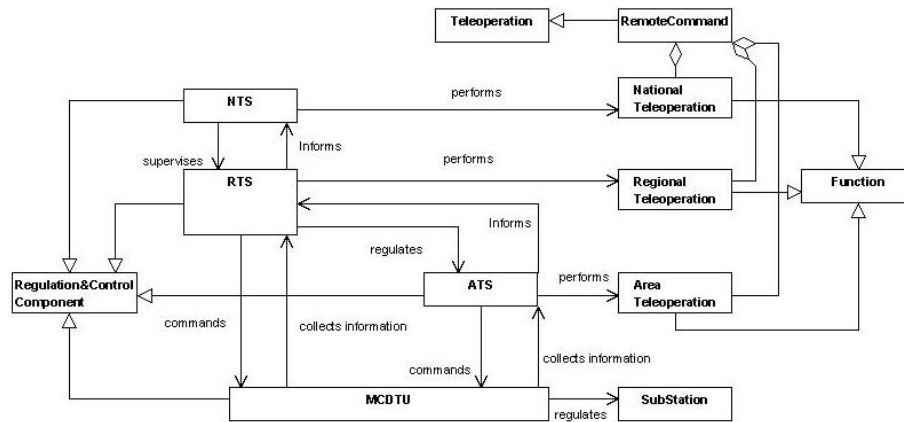 Teleoperation
RemoteCommand
NTS
performs
National
Teleoperation
supervises
Informs
performs
RTS
Regional
Teleoperation
Function
Informs
regulates
Regulation&Control
Component
ATS
performs
Area
Teleoperation
commands
collects information
commands
collects information
MCDTU
regulates
SubStation